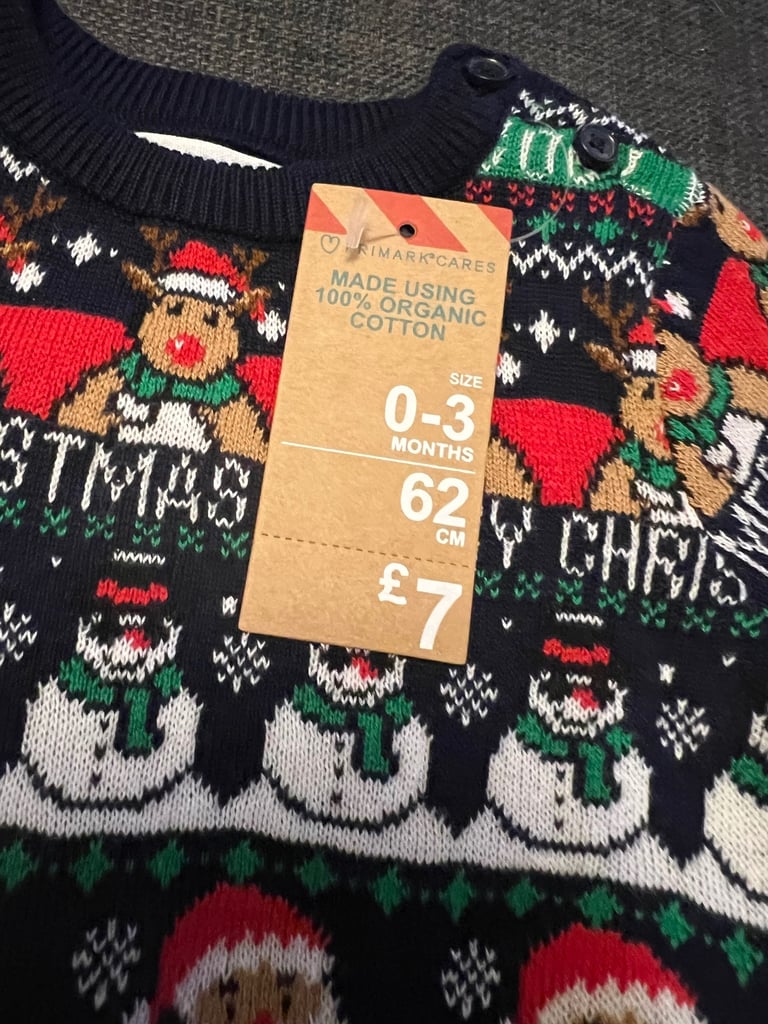 PRIMARK®CARES
MADE USING
100% ORGANIC
COTTON
SIZE
0-3
MONTHS
62
CM
£7
STMAS
Y CHRIS